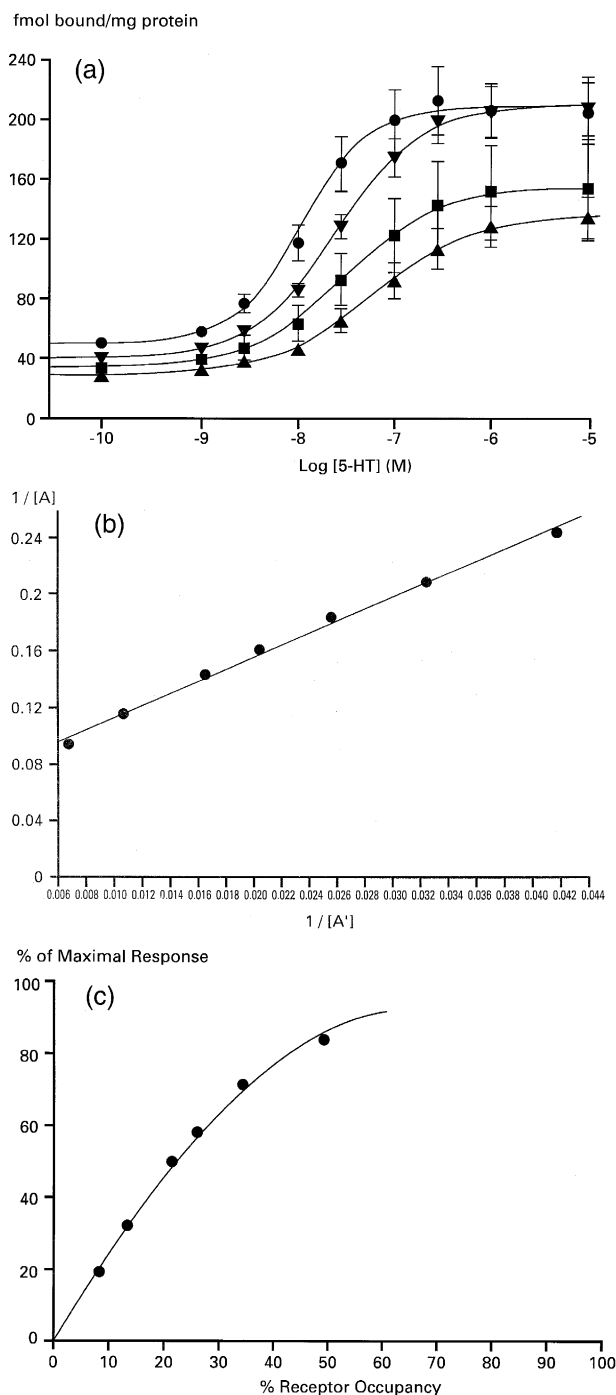 fmol bound/mg protein
(a)
240
200
160
120
80
40
0
-10 -9 -8 -7 -6 -5
Log [5-HT] (M)
1 / [A]
(b)
0.24
0.2
0.16
0.12
0.08
0.04
0
0.006 0.008 0.010 0.012 0.014 0.016 0.018 0.020 0.022 0.024 0.026 0.028 0.030 0.032 0.034 0.036 0.038 0.040 0.042 0.044
1 / [A']
% of Maximal Response
(c)
100
80
60
40
20
0
0 10 20 30 40 50 60 70 80 90 100
% Receptor Occupancy